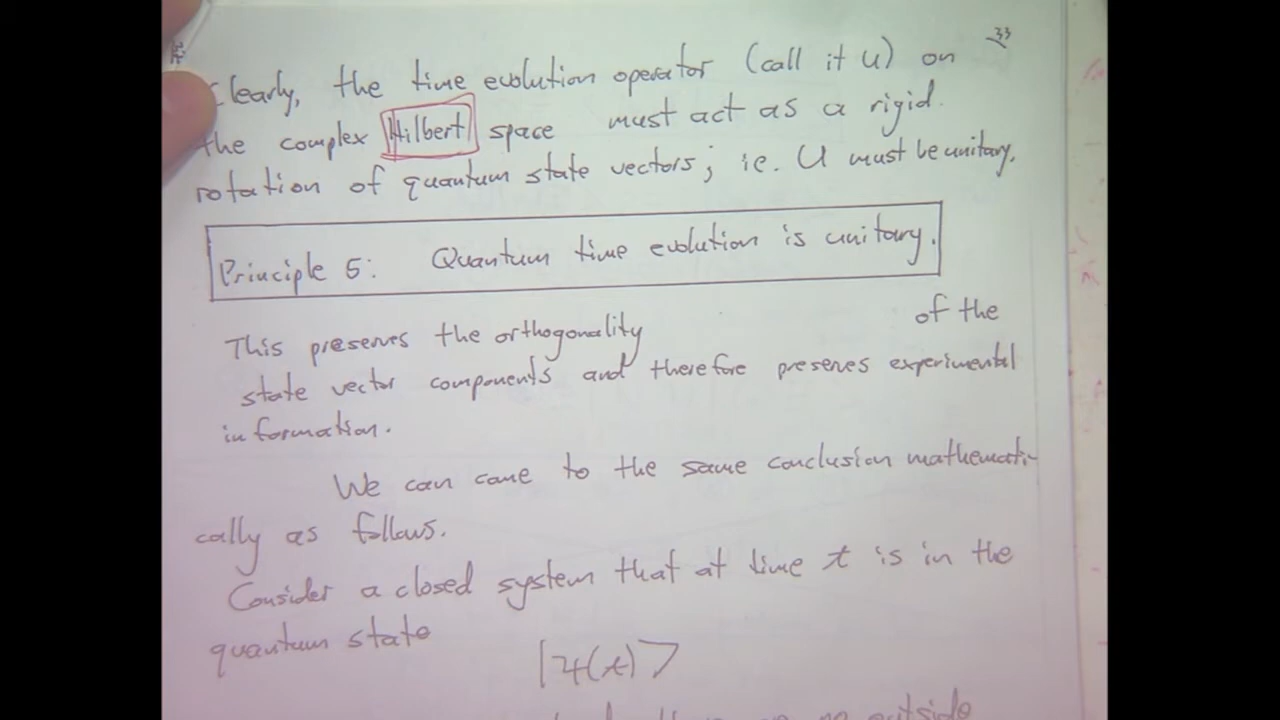 33
Clearly, the time evolution operator (call it U) on
the complex Hilbert space must act as a rigid
rotation of quantum state vectors; ie. U must be unitary.
Principle 5: Quantum time evolution is unitary.
This preserves the orthogonality of the
state vector components and therefore preserves experimental
information.
We can come to the same conclusion mathemati-
cally as follows.
Consider a closed system that at time t is in the
quantum state
|Ψ(t)>
no outside